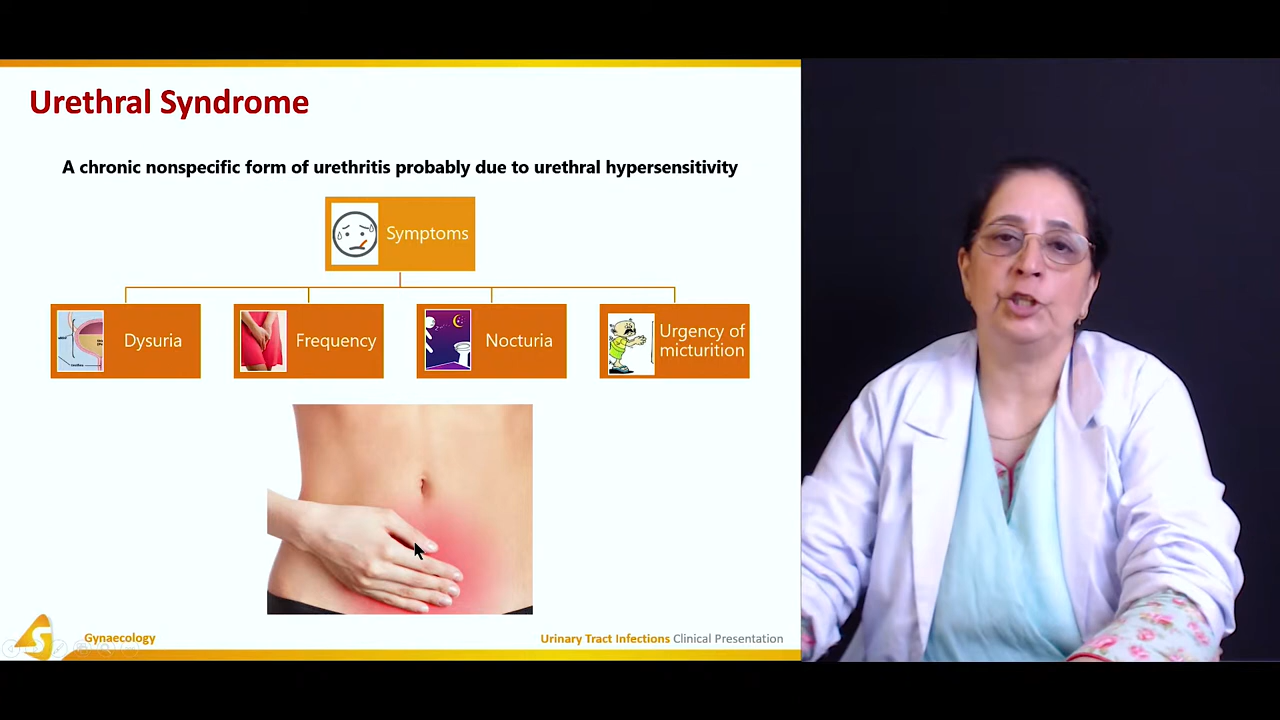 Urethral Syndrome
A chronic nonspecific form of urethritis probably due to urethral hypersensitivity
Symptoms
Dysuria
Frequency
Nocturia
Urgency of
micturition
S
Gynaecology
Urinary Tract Infections Clinical Presentation